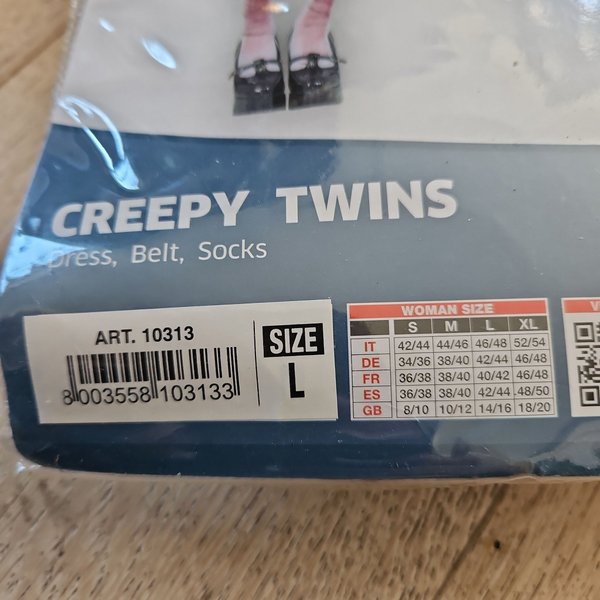 CREEPY TWINS
Dress, Belt, Socks
ART. 10313
8 003558 103133
SIZE
L
WOMAN SIZE
S M L XL
IT 42/44 44/46 46/48 52/54
DE 34/36 38/40 42/44 46/48
FR 36/38 38/40 40/42 46/48
ES 36/38 38/40 42/44 48/50
GB 8/10 10/12 14/16 18/20